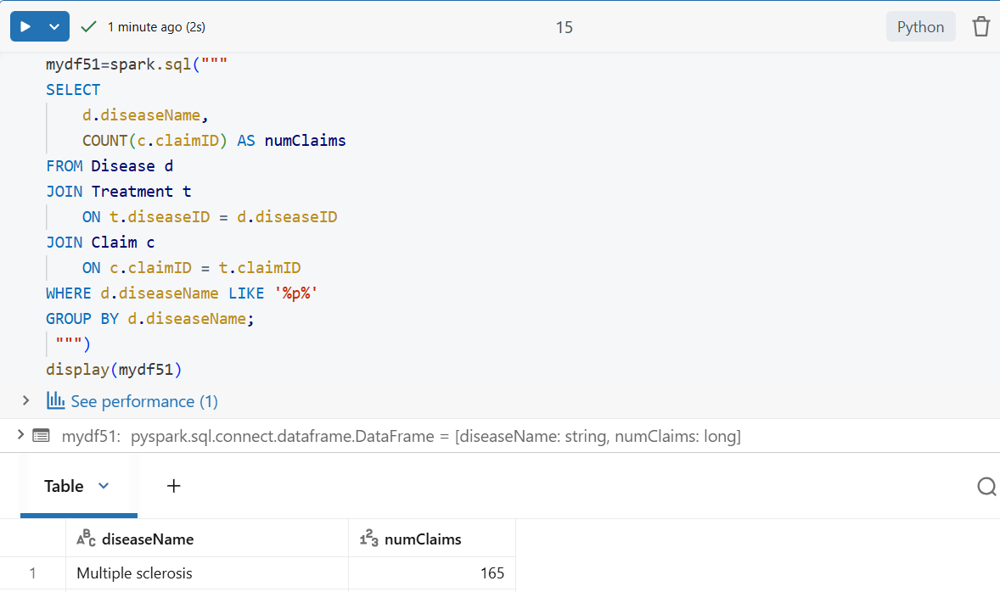 1 minute ago (2s)
15
Python
mydf51=spark.sql("""
SELECT
d.diseaseName,
COUNT(c.claimID) AS numClaims
FROM Disease d
JOIN Treatment t
ON t.diseaseID = d.diseaseID
JOIN Claim c
ON c.claimID = t.claimID
WHERE d.diseaseName LIKE '%p%'
GROUP BY d.diseaseName;
""")
display(mydf51)
See performance (1)
mydf51: pyspark.sql.connect.dataframe.DataFrame = [diseaseName: string, numClaims: long]
Table
+
ABC diseaseName 123 numClaims
1 Multiple sclerosis 165